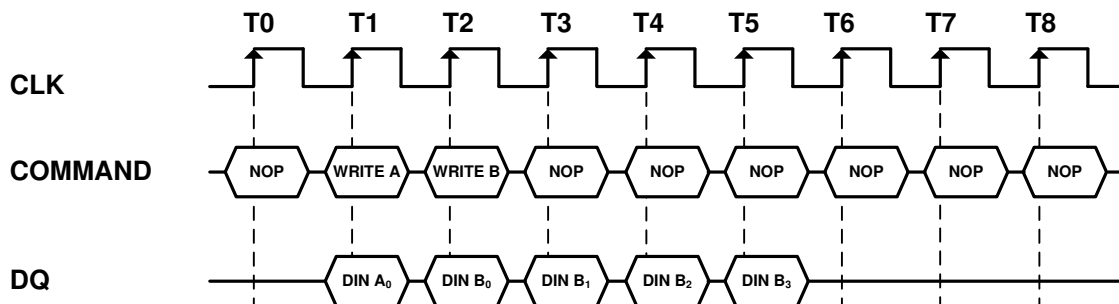 T0 T1 T2 T3 T4 T5 T6 T7 T8
CLK
COMMAND NOP WRITE A WRITE B NOP NOP NOP NOP NOP NOP
DQ DIN A₀ DIN B₀ DIN B₁ DIN B₂ DIN B₃